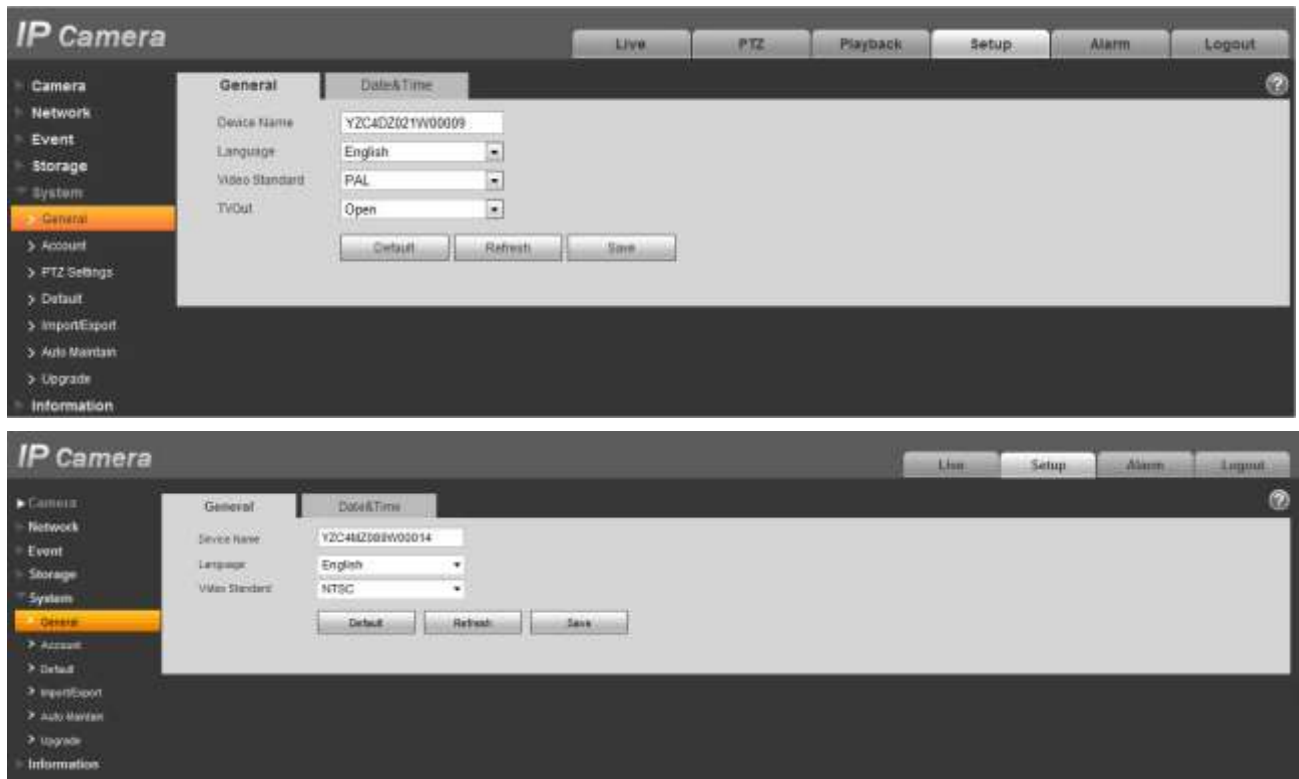 IP Camera
Live PTZ Playback Setup Alarm Logout
Camera General Date&Time ?
Network Device Name YZC4DZ021W00009
Event Language English
Storage Video Standard PAL
System TVOut Open
General
Account Default Refresh Save
PTZ Settings
Default
Import/Export
Auto Maintain
Upgrade
Information
IP Camera
Live Setup Alarm Logout
Camera General Date&Time ?
Network Device Name
Event Language English
Storage Video Standard NTSC
System
General Default Refresh Save
Account
Default
Import/Export
Auto Maintain
Upgrade
Information